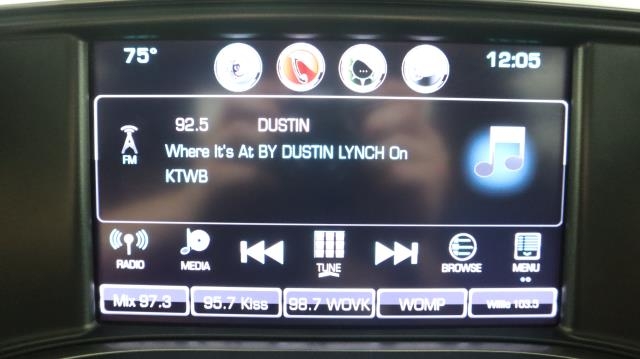 75° 12:05
92.5 DUSTIN
FM
Where It's At BY DUSTIN LYNCH On
KTWB
RADIO MEDIA TUNE BROWSE MENU
Mix 97.3 95.7 Kiss 98.7 WOVK WOMP Willie 103.5